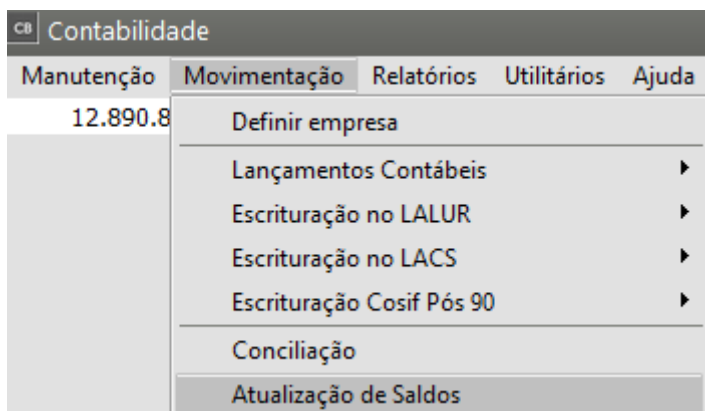 CB Contabilidade
Manutenção Movimentação Relatórios Utilitários Ajuda
12.890.8
Definir empresa
Lançamentos Contábeis
Escrituração no LALUR
Escrituração no LACS
Escrituração Cosif Pós 90
Conciliação
Atualização de Saldos